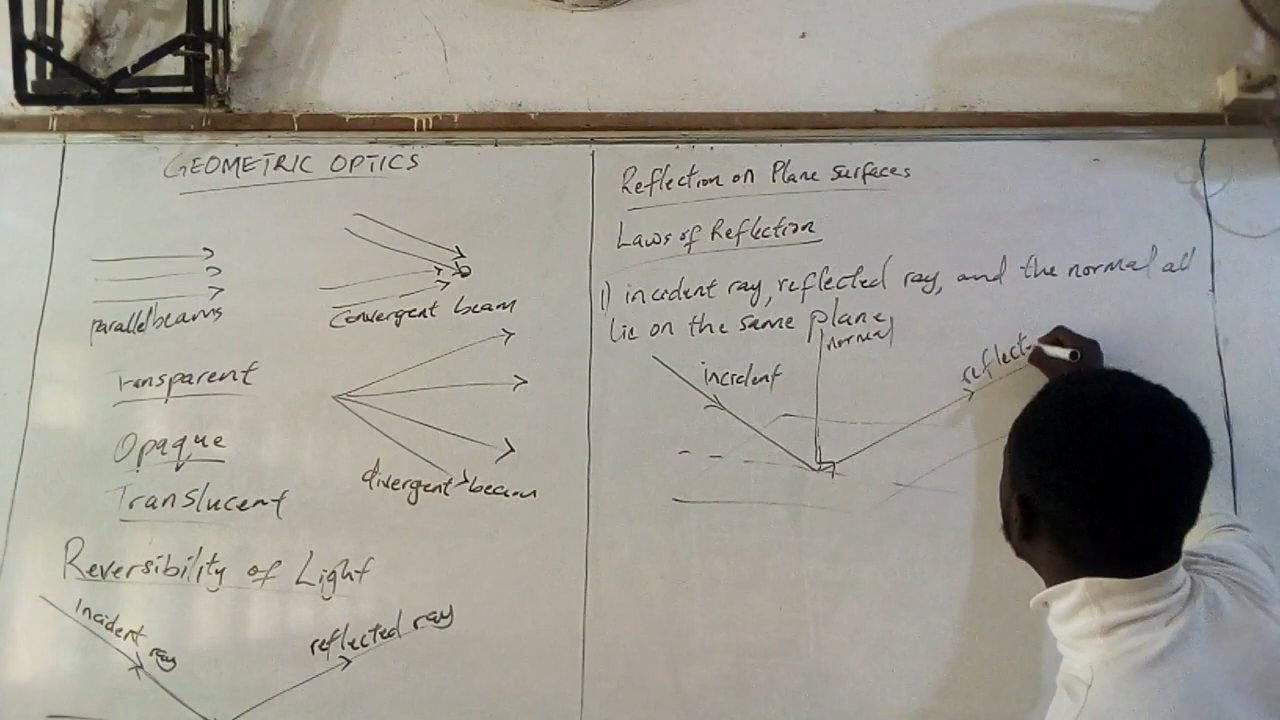 GEOMETRIC OPTICS
parallel beams
Convergent beam
Transparent
Opaque
Translucent
divergent beam
Reversibility of Light
Incident ray
reflected ray
Reflection on Plane Surfaces
Laws of Reflection
1) incident ray, reflected ray, and the normal all
lie on the same plane,
normal
incident
reflect